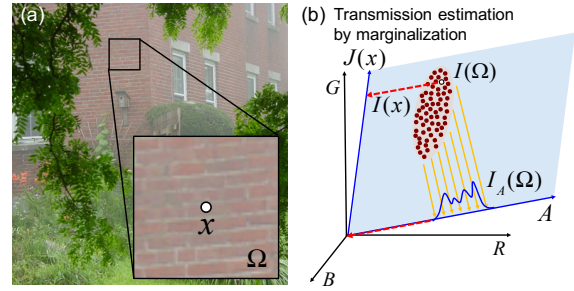 (a)
x
Ω
(b) Transmission estimation
by marginalization
J(x)
G
I(Ω)
I(x)
I_A(Ω)
A
R
B